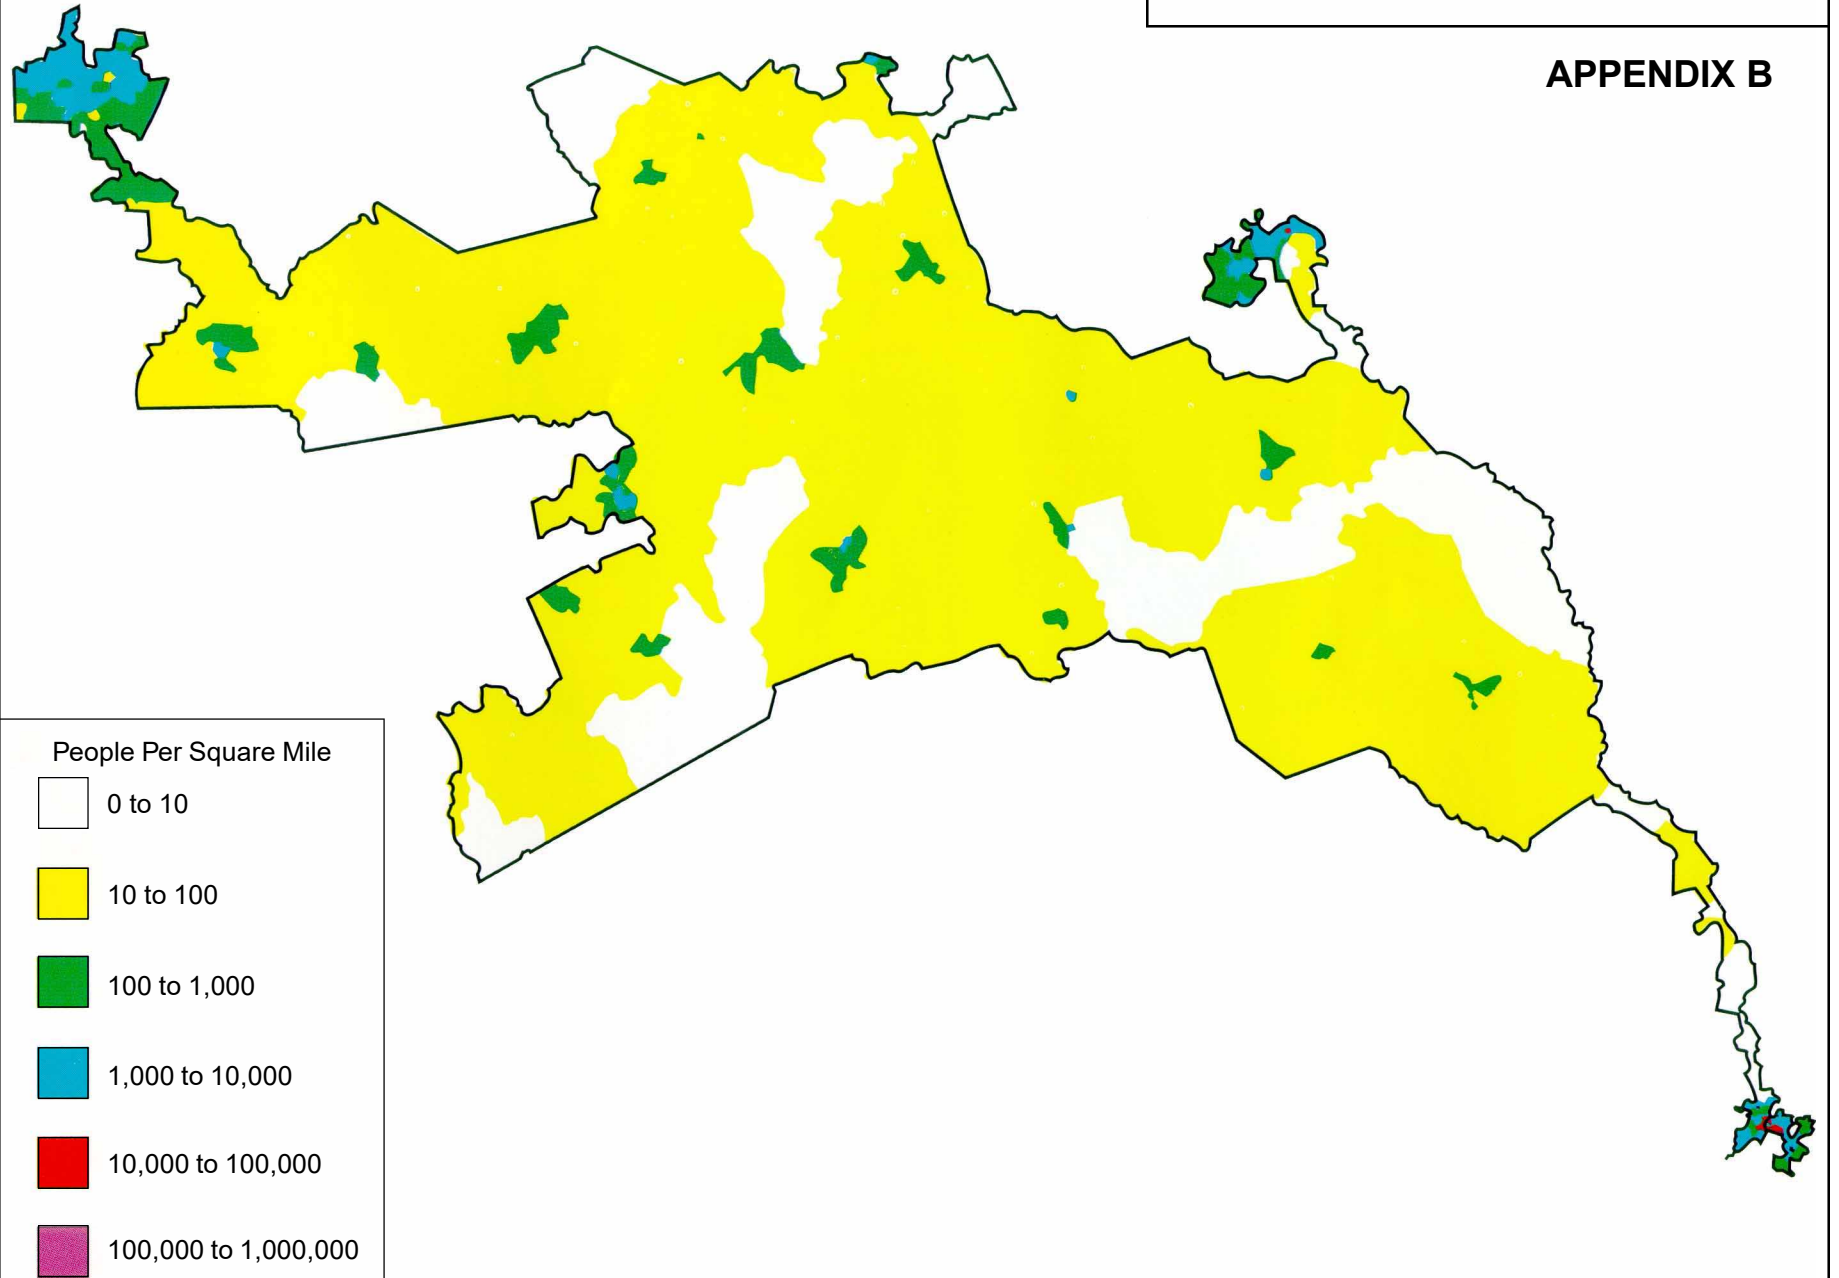 APPENDIX B
People Per Square Mile
0 to 10
10 to 100
100 to 1,000
1,000 to 10,000
10,000 to 100,000
100,000 to 1,000,000